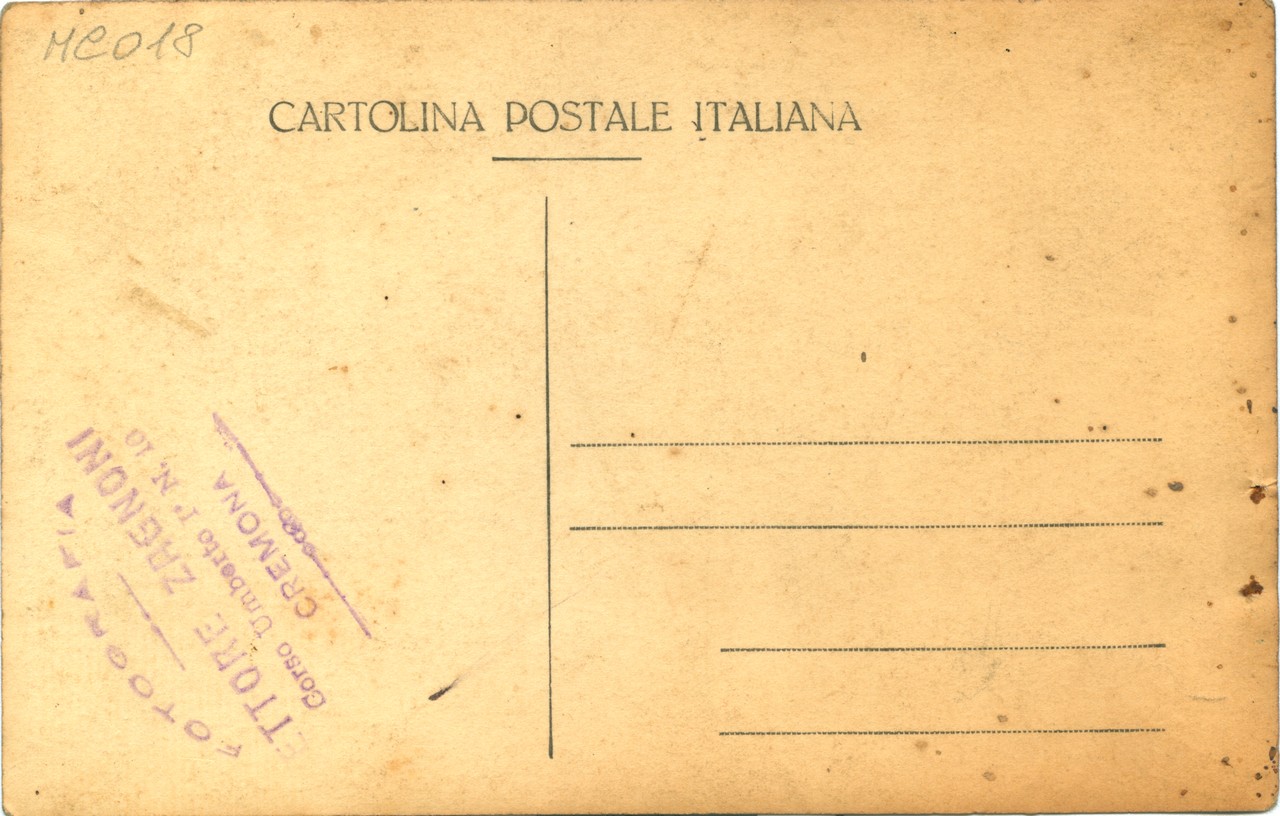 MC018
CARTOLINA POSTALE ITALIANA
FOTOGRAFIA
ETTORE ZAGNONI
Corso Umberto I° N. 10
CREMONA